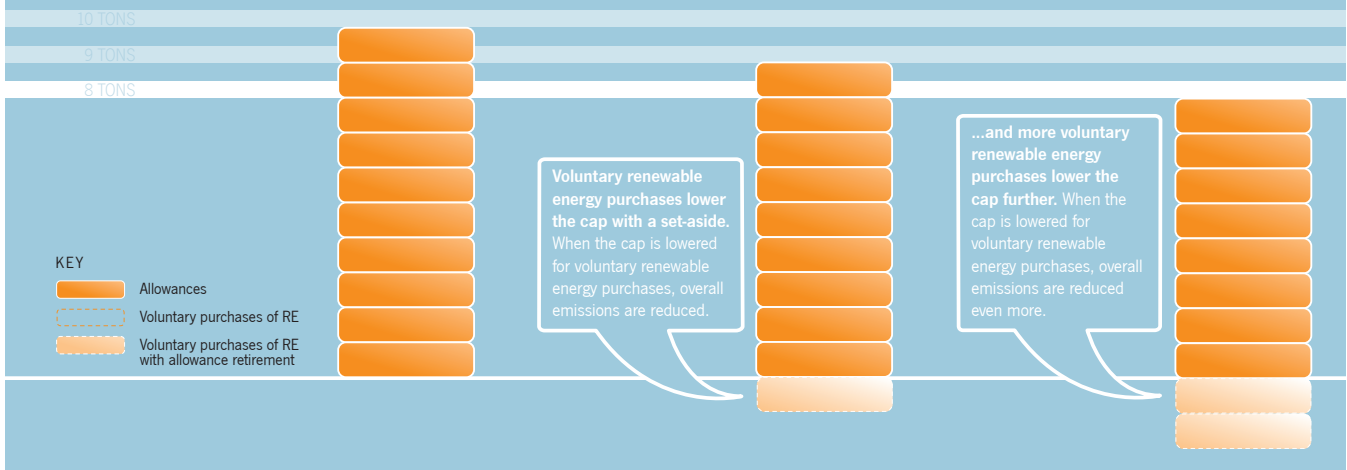 10 TONS
9 TONS
8 TONS
KEY
Allowances
Voluntary purchases of RE
Voluntary purchases of RE
with allowance retirement
Voluntary renewable
energy purchases lower
the cap with a set-aside.
When the cap is lowered
for voluntary renewable
energy purchases, overall
emissions are reduced.
...and more voluntary
renewable energy
purchases lower the
cap further. When the
cap is lowered for
voluntary renewable
energy purchases, overall
emissions are reduced
even more.